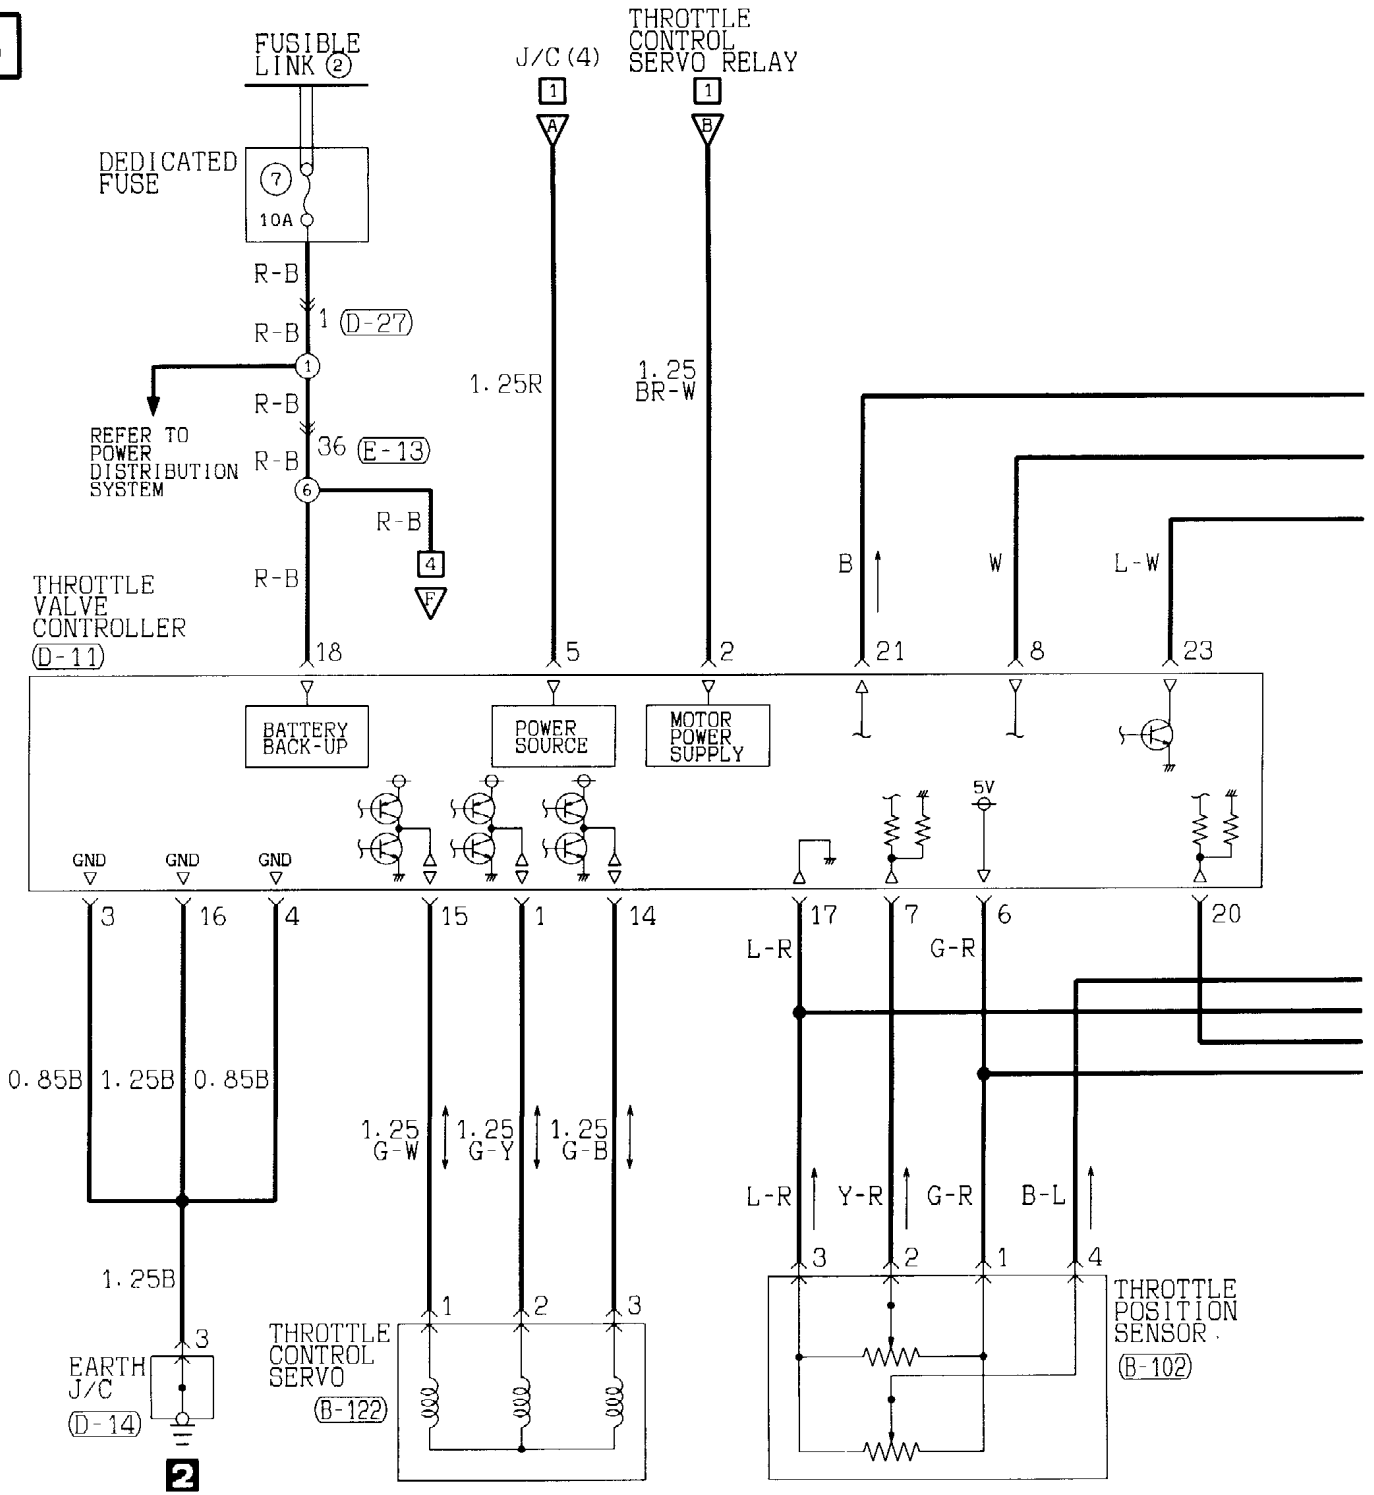 FUSIBLE
LINK ②
J/C (4)
THROTTLE
CONTROL
SERVO RELAY
1
1
A
B
DEDICATED
FUSE
7
10A
R-B
1 (D-27)
R-B
1
R-B
REFER TO
POWER
DISTRIBUTION
SYSTEM
36 (E-13)
R-B
6
R-B
4
F
R-B
1.25R
1.25
BR-W
B
W
L-W
THROTTLE
VALVE
CONTROLLER
(D-11)
18
5
2
21
8
23
BATTERY
BACK-UP
POWER
SOURCE
MOTOR
POWER
SUPPLY
5V
GND
GND
GND
3
16
4
15
1
14
17
7
6
20
L-R
G-R
0.85B
1.25B
0.85B
1.25
G-W
1.25
G-Y
1.25
G-B
L-R
Y-R
G-R
B-L
1.25B
3
1
2
3
3
2
1
4
EARTH
J/C
(D-14)
2
THROTTLE
CONTROL
SERVO
(B-122)
THROTTLE
POSITION
SENSOR
(B-102)